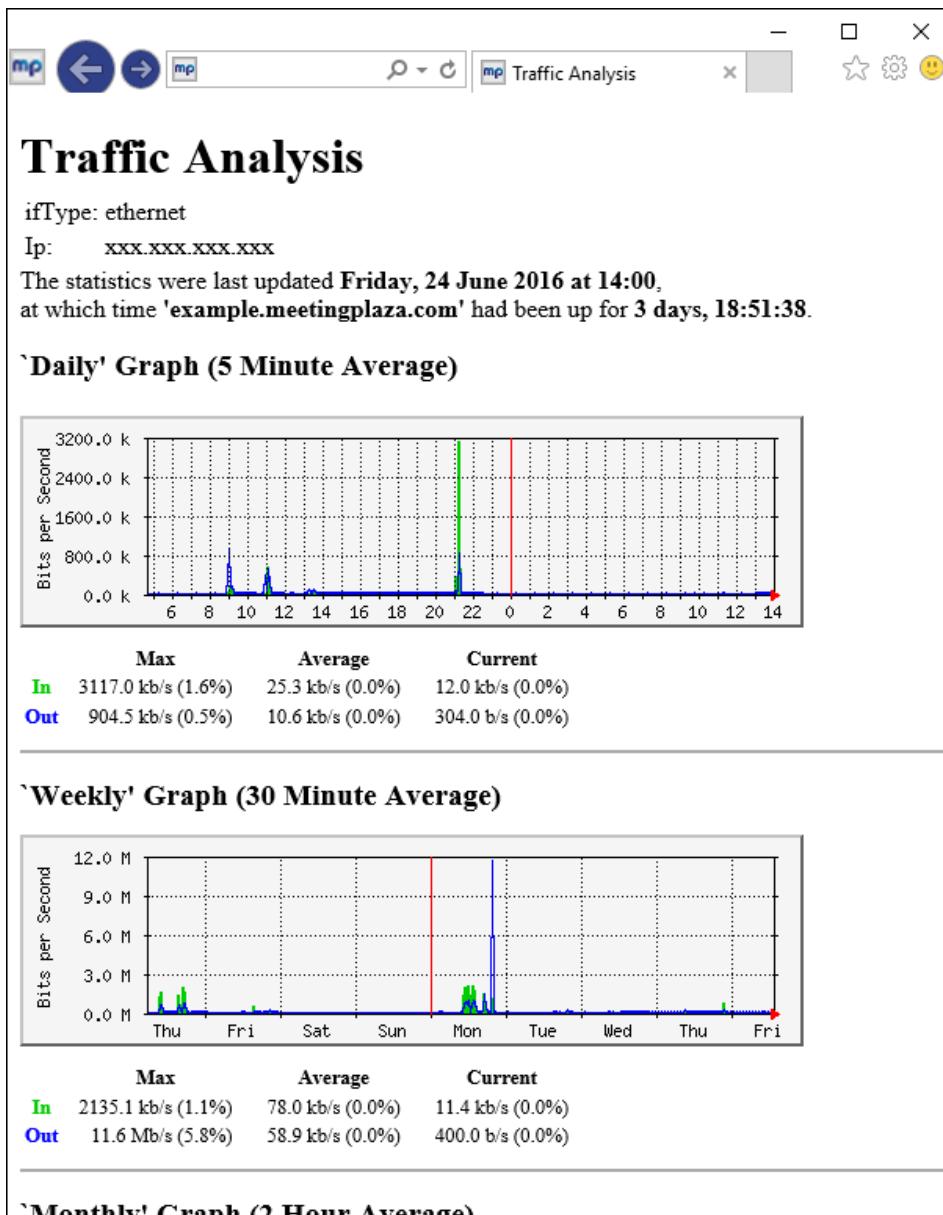 mp
mp
mp Traffic Analysis
Traffic Analysis
ifType: ethernet
Ip: xxx.xxx.xxx.xxx
The statistics were last updated Friday, 24 June 2016 at 14:00,
at which time 'example.meetingplaza.com' had been up for 3 days, 18:51:38.
`Daily' Graph (5 Minute Average)
Bits per Second
3200.0 k
2400.0 k
1600.0 k
800.0 k
0.0 k
6 8 10 12 14 16 18 20 22 0 2 4 6 8 10 12 14
Max Average Current
In 3117.0 kb/s (1.6%) 25.3 kb/s (0.0%) 12.0 kb/s (0.0%)
Out 904.5 kb/s (0.5%) 10.6 kb/s (0.0%) 304.0 b/s (0.0%)
`Weekly' Graph (30 Minute Average)
Bits per Second
12.0 M
9.0 M
6.0 M
3.0 M
0.0 M
Thu Fri Sat Sun Mon Tue Wed Thu Fri
Max Average Current
In 2135.1 kb/s (1.1%) 78.0 kb/s (0.0%) 11.4 kb/s (0.0%)
Out 11.6 Mb/s (5.8%) 58.9 kb/s (0.0%) 400.0 b/s (0.0%)
`Monthly' Graph (2 Hour Average)